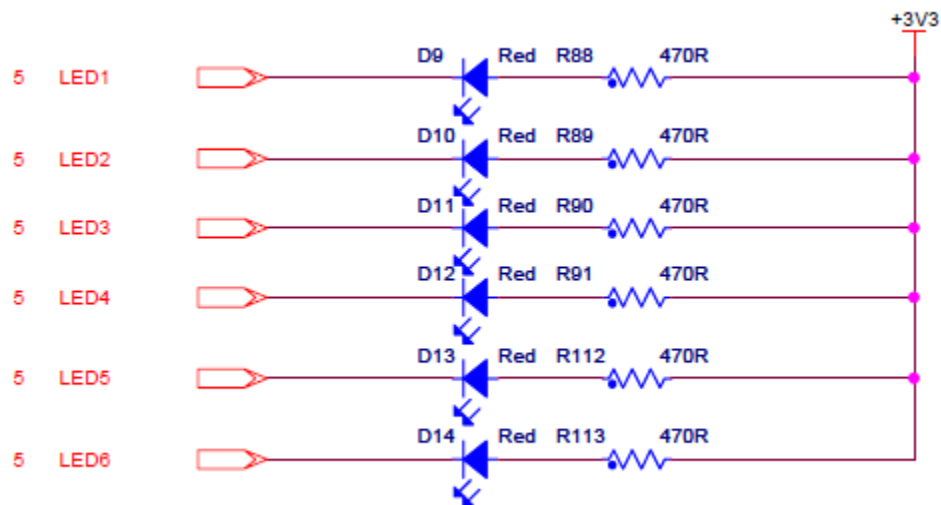 +3V3
5 LED1 D9 Red R88 470R
5 LED2 D10 Red R89 470R
5 LED3 D11 Red R90 470R
5 LED4 D12 Red R91 470R
5 LED5 D13 Red R112 470R
5 LED6 D14 Red R113 470R